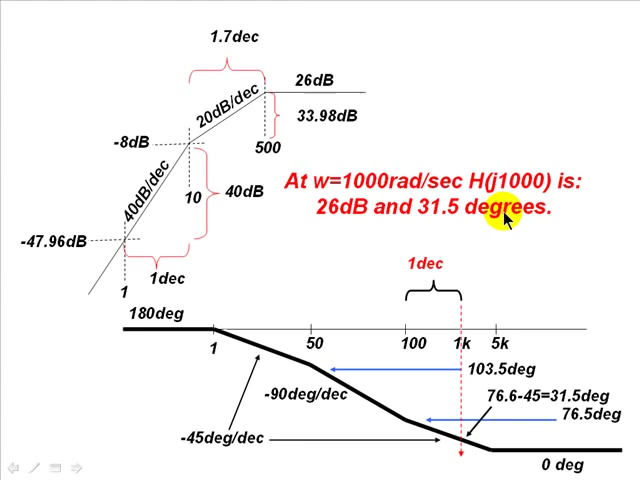 1.7dec
26dB
20dB/dec
33.98dB
-8dB
500
40dB/dec
10
40dB
At w=1000rad/sec H(j1000) is:
26dB and 31.5 degrees.
-47.96dB
1dec
1
1dec
180deg
1
50
100
1k
5k
103.5deg
-90deg/dec
76.6-45=31.5deg
76.5deg
-45deg/dec
0 deg